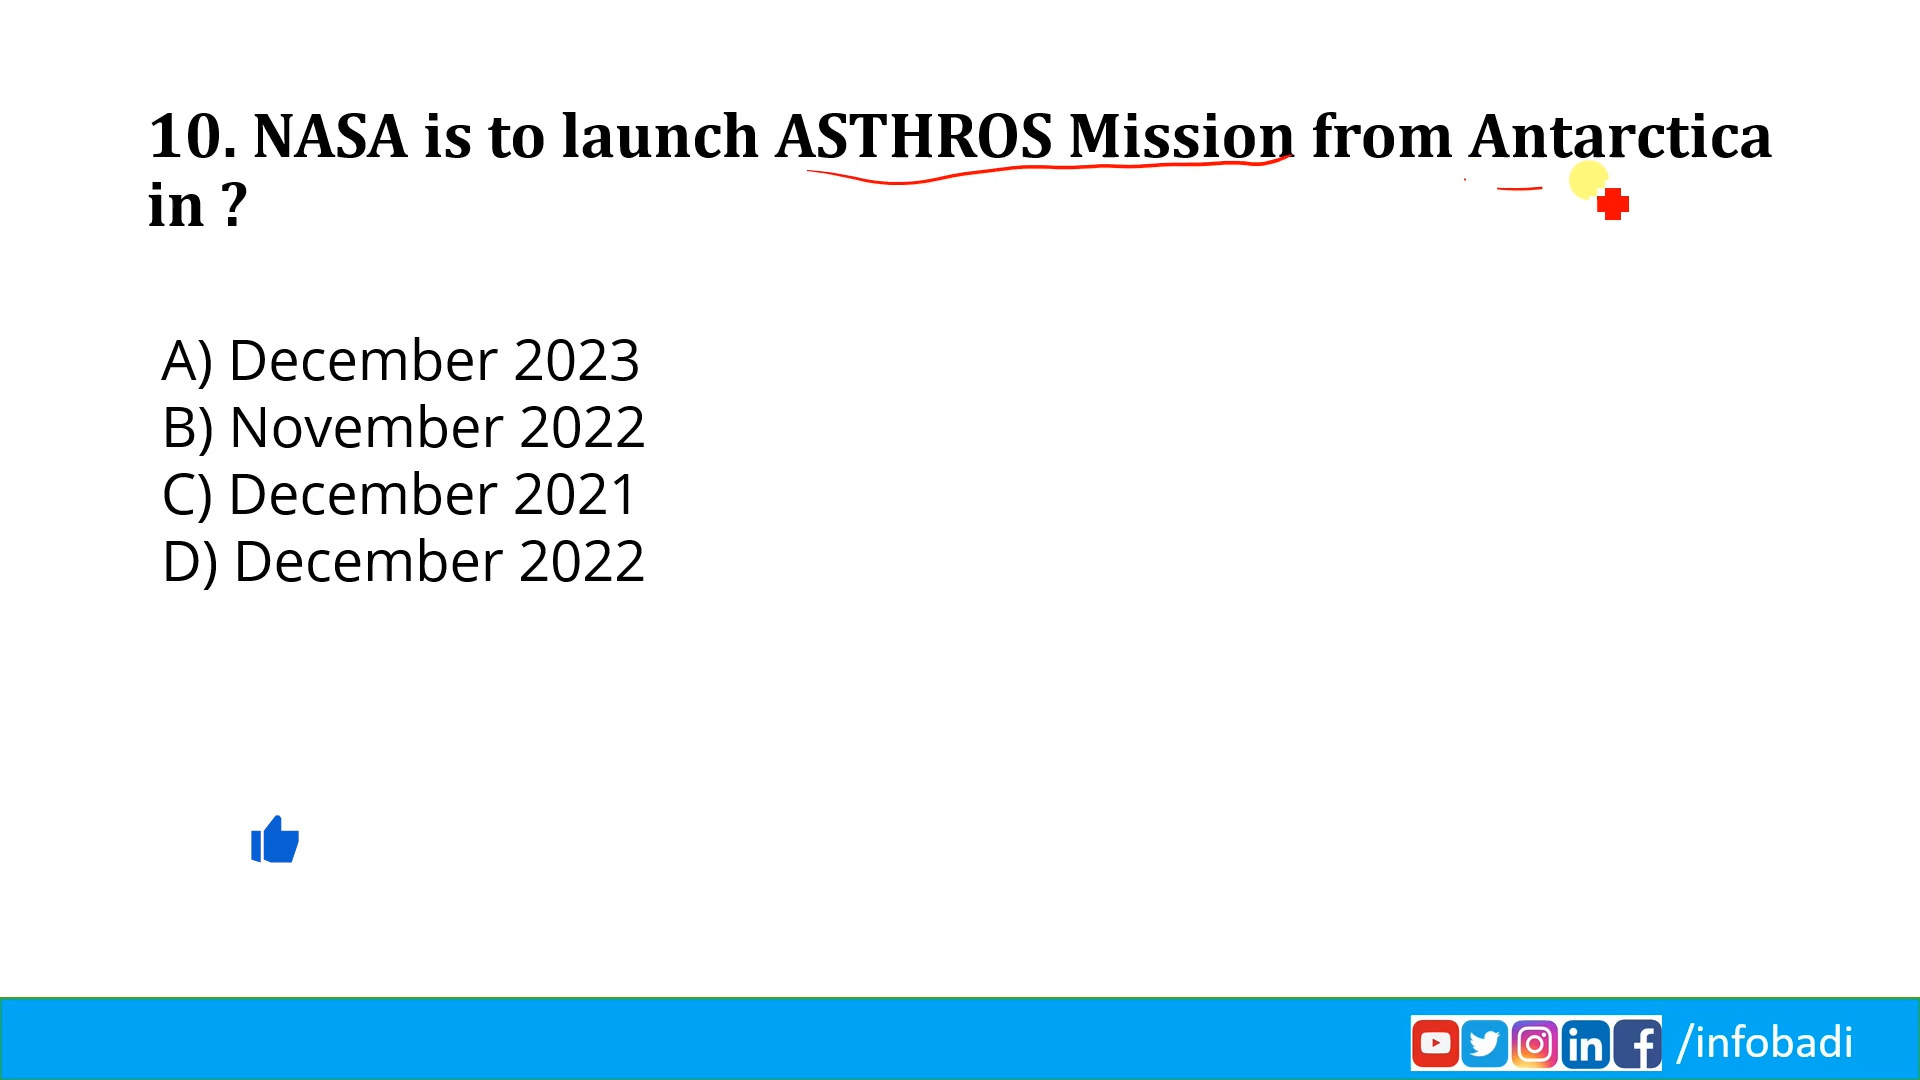 10. NASA is to launch ASTHROS Mission from Antarctica
in ?
A) December 2023
B) November 2022
C) December 2021
D) December 2022
/infobadi